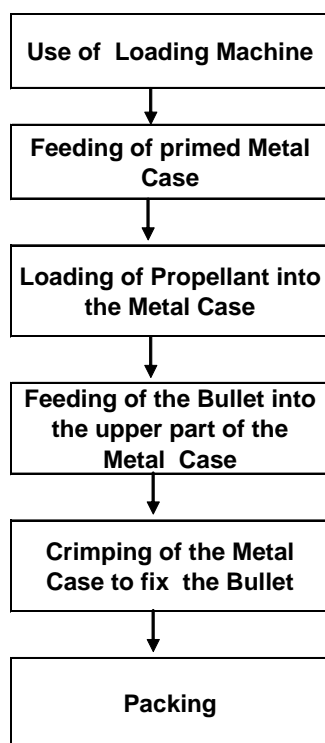 Use of Loading Machine
Feeding of primed Metal
Case
Loading of Propellant into
the Metal Case
Feeding of the Bullet into
the upper part of the
Metal Case
Crimping of the Metal
Case to fix the Bullet
Packing